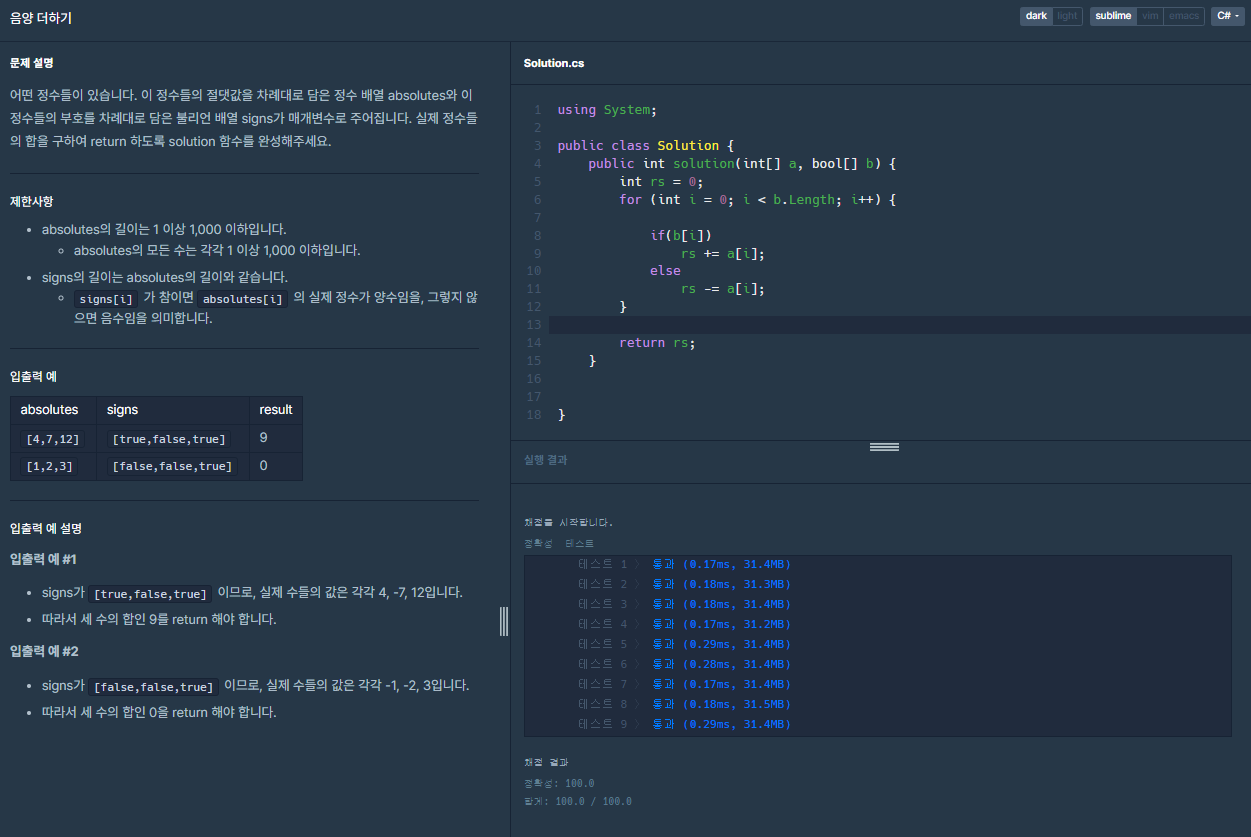 음양 더하기
dark light sublime vim emacs C#
문제 설명
어떤 정수들이 있습니다. 이 정수들의 절댓값을 차례대로 담은 정수 배열 absolutes와 이
정수들의 부호를 차례대로 담은 불리언 배열 signs가 매개변수로 주어집니다. 실제 정수들
의 합을 구하여 return 하도록 solution 함수를 완성해주세요.
제한사항
absolutes의 길이는 1 이상 1,000 이하입니다.
absolutes의 모든 수는 각각 1 이상 1,000 이하입니다.
signs의 길이는 absolutes의 길이와 같습니다.
signs[i] 가 참이면 absolutes[i] 의 실제 정수가 양수임을, 그렇지 않
으면 음수임을 의미합니다.
입출력 예
absolutes signs result
[4,7,12] [true,false,true] 9
[1,2,3] [false,false,true] 0
입출력 예 설명
입출력 예 #1
signs가 [true,false,true] 이므로, 실제 수들의 값은 각각 4, -7, 12입니다.
따라서 세 수의 합인 9를 return 해야 합니다.
입출력 예 #2
signs가 [false,false,true] 이므로, 실제 수들의 값은 각각 -1, -2, 3입니다.
따라서 세 수의 합인 0을 return 해야 합니다.
Solution.cs
1 using System;
2
3 public class Solution {
4 public int solution(int[] a, bool[] b) {
5 int rs = 0;
6 for (int i = 0; i < b.Length; i++) {
7
8 if(b[i])
9 rs += a[i];
10 else
11 rs -= a[i];
12 }
13
14 return rs;
15 }
16
17
18 }
실행 결과
채점을 시작합니다.
정확성 테스트
테스트 1 〉 통과 (0.17ms, 31.4MB)
테스트 2 〉 통과 (0.18ms, 31.3MB)
테스트 3 〉 통과 (0.18ms, 31.4MB)
테스트 4 〉 통과 (0.17ms, 31.2MB)
테스트 5 〉 통과 (0.29ms, 31.4MB)
테스트 6 〉 통과 (0.28ms, 31.4MB)
테스트 7 〉 통과 (0.17ms, 31.4MB)
테스트 8 〉 통과 (0.18ms, 31.5MB)
테스트 9 〉 통과 (0.29ms, 31.4MB)
채점 결과
정확성: 100.0
합계: 100.0 / 100.0